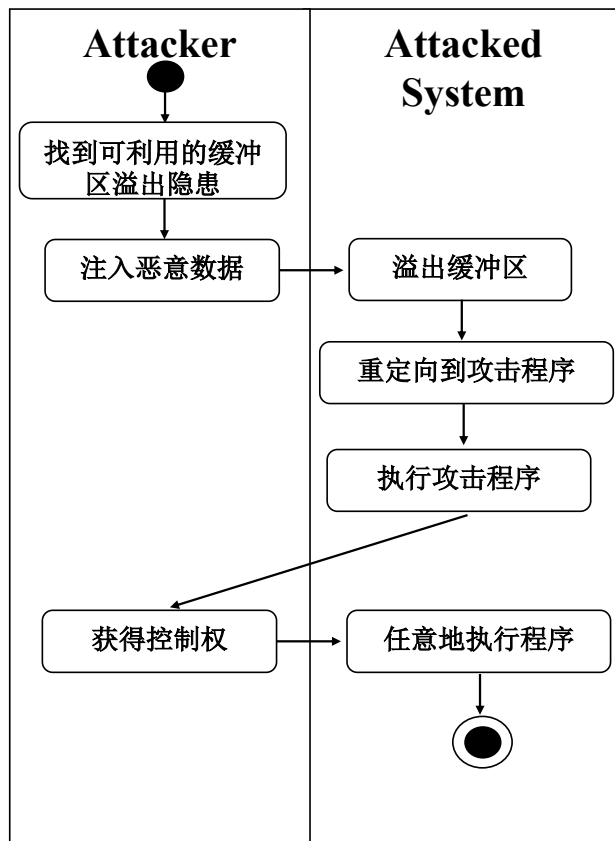 Attacker
Attacked
System
找到可利用的缓冲
区溢出隐患
注入恶意数据
溢出缓冲区
重定向到攻击程序
执行攻击程序
获得控制权
任意地执行程序